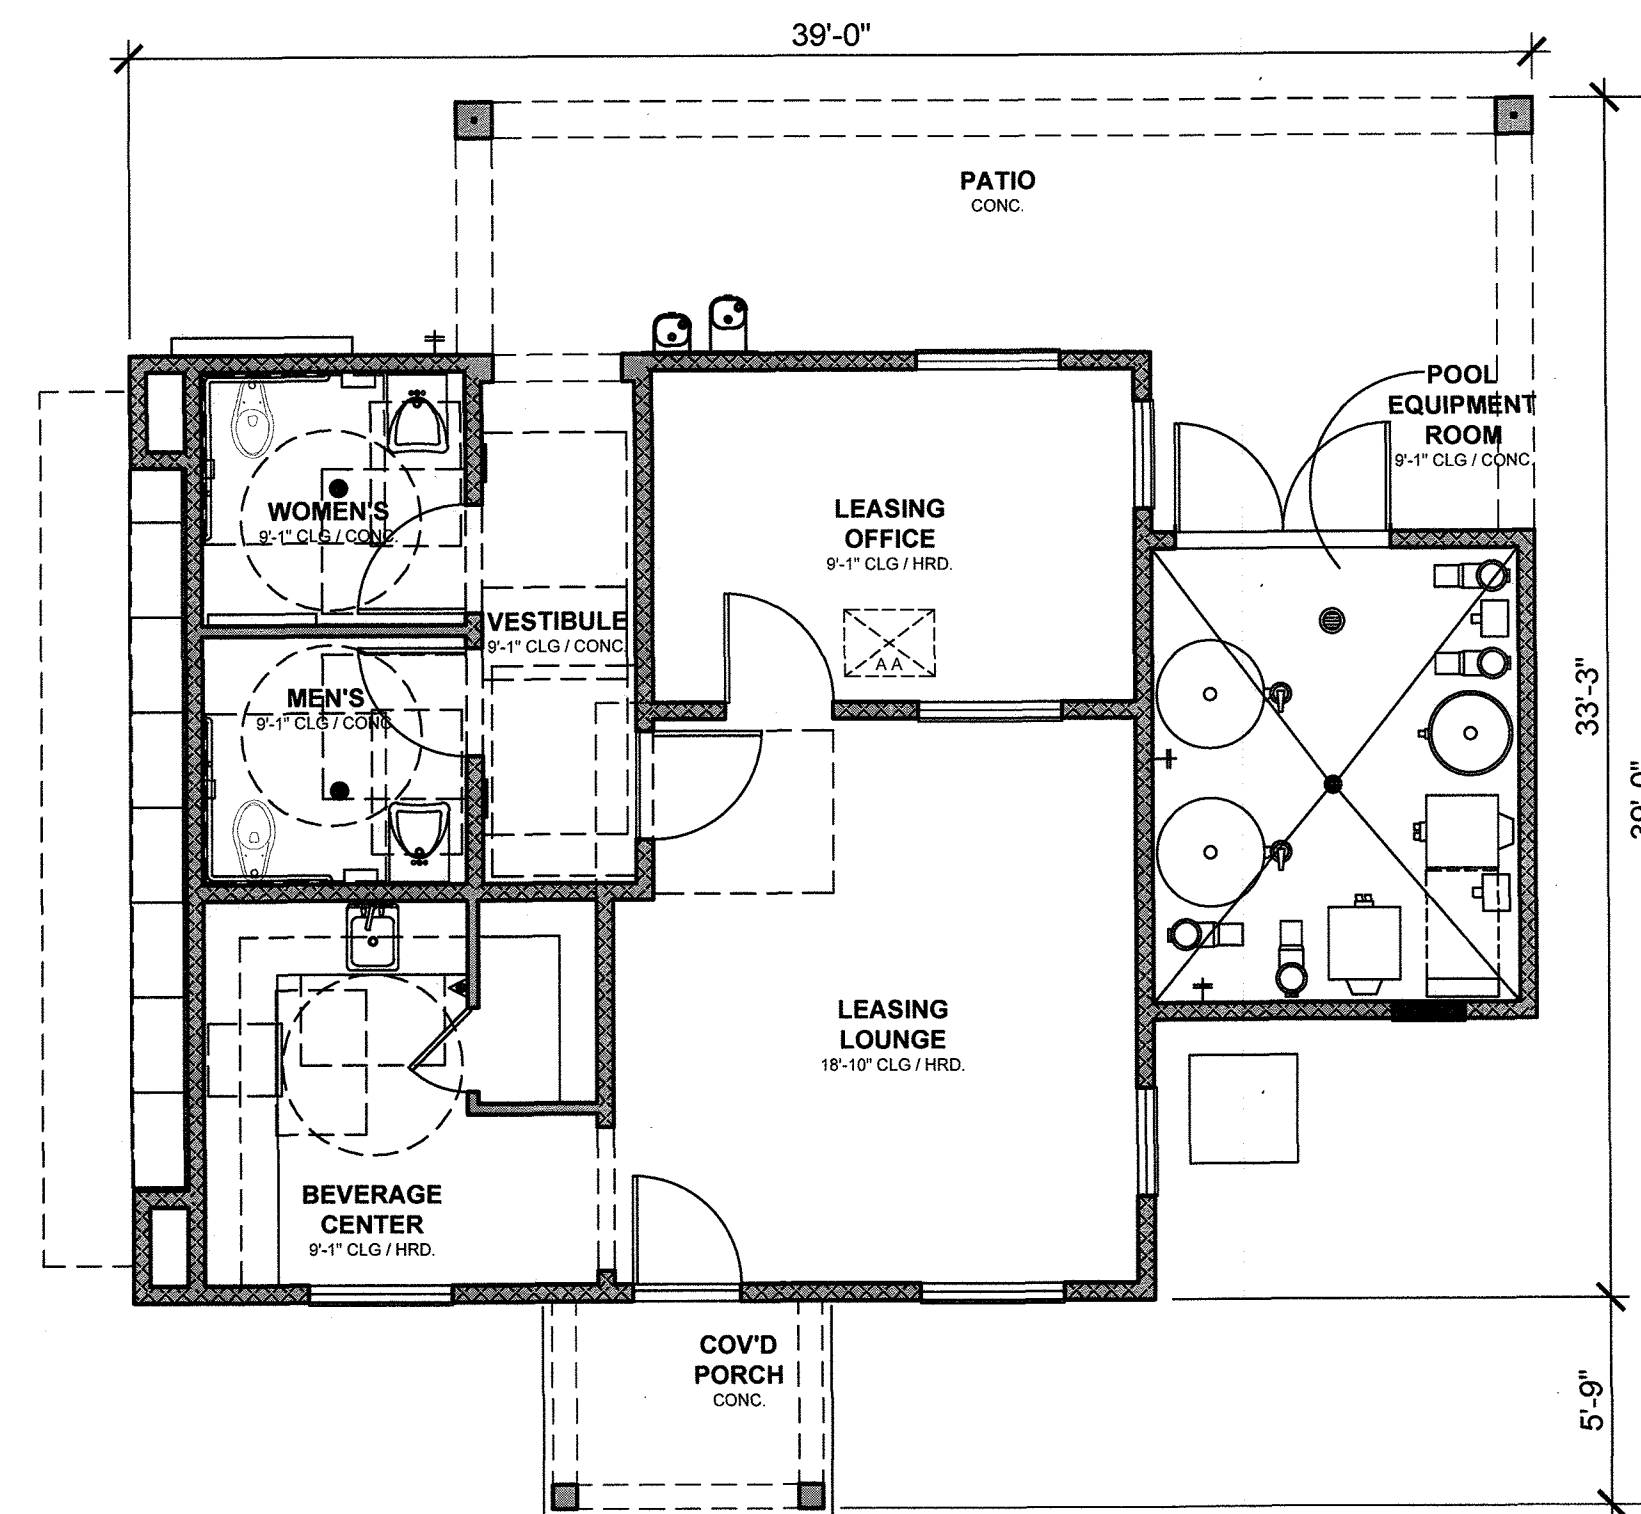 39'-0"
PATIO
CONC.
POOL
EQUIPMENT
ROOM
9'-1" CLG / CONC.
WOMEN'S
9'-1" CLG / CONC.
LEASING
OFFICE
9'-1" CLG / HRD.
VESTIBULE
9'-1" CLG / CONC.
A A
MEN'S
9'-1" CLG / CONC.
33'-3"
39'-0"
LEASING
LOUNGE
18'-10" CLG / HRD.
BEVERAGE
CENTER
9'-1" CLG / HRD.
COV'D
PORCH
CONC.
5'-9"